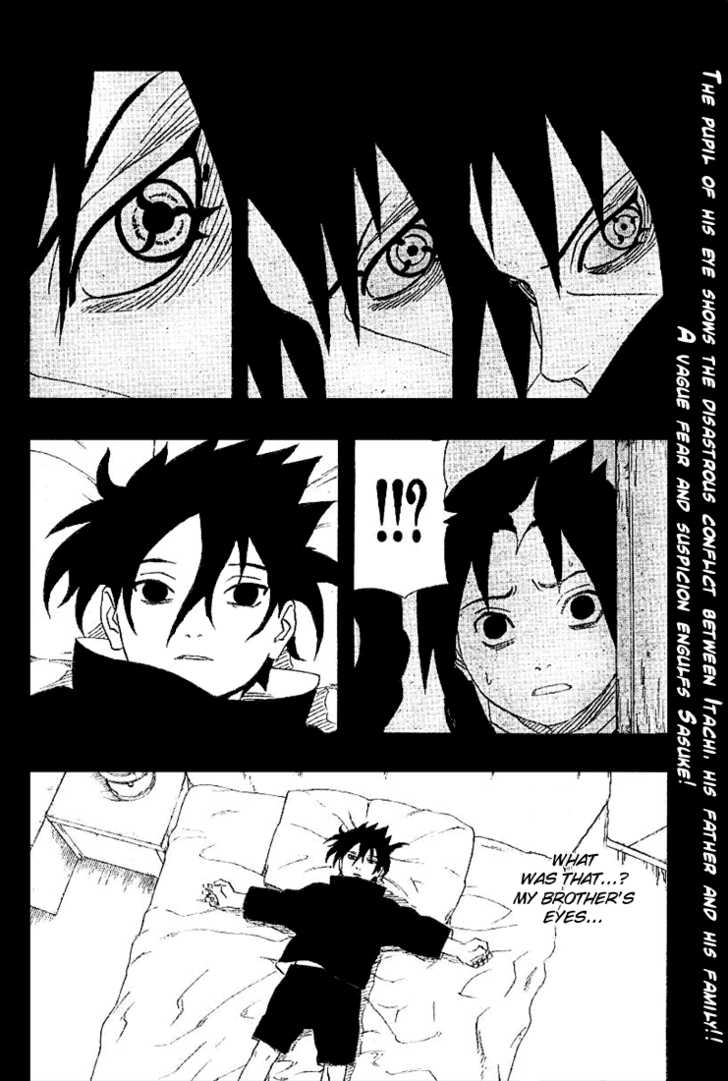 THE PUPIL OF HIS EYE SHOWS THE DISASTROUS CONFLICT BETWEEN ITACHI, HIS FATHER AND HIS FAMILY!!
A VAGUE FEAR AND SUSPICION ENGULFS SASUKE!
!!?
WHAT
WAS THAT...?
MY BROTHER'S
EYES...